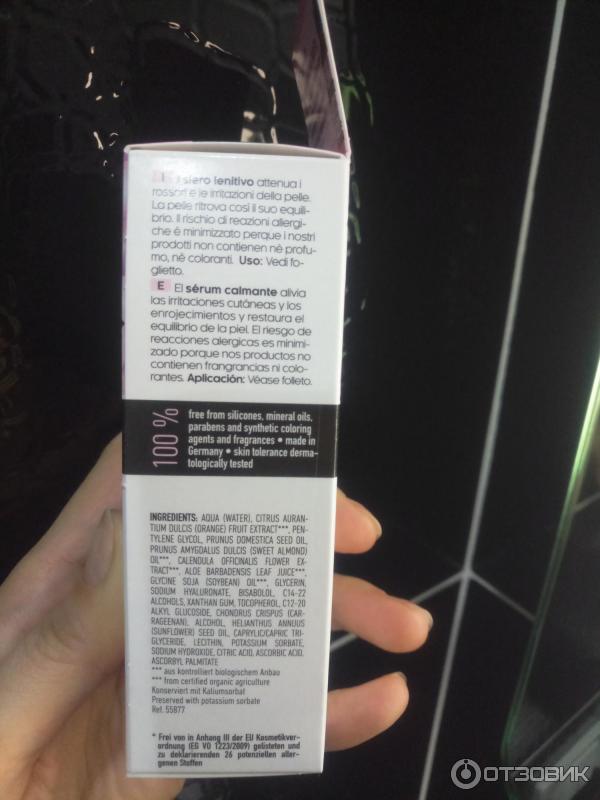 I Il siero lenitivo attenua i
rossori e le irritazioni della pelle.
La pelle ritrova così il suo equili-
brio. Il rischio di reazioni allergi-
che é minimizzato perque i nostri
prodotti non contienen né profu-
mo, né coloranti. Uso: Vedi fo-
glietto.
E El sérum calmante alivia
las irritaciones cutáneas y los
enrojecimientos y restaura el
equilibrio de la piel. El riesgo de
reacciones alergicas es minimi-
zado porque nos productos no
contienen frangrancias ni colo-
rantes. Aplicación: Véase folleto.
100 %
free from silicones, mineral oils,
parabens and synthetic coloring
agents and fragrances • made in
Germany • skin tolerance derma-
tologically tested
INGREDIENTS: AQUA (WATER), CITRUS AURAN-
TIUM DULCIS (ORANGE) FRUIT EXTRACT***, PEN-
TYLENE GLYCOL, PRUNUS DOMESTICA SEED OIL,
PRUNUS AMYGDALUS DULCIS (SWEET ALMOND)
OIL***, CALENDULA OFFICINALIS FLOWER EX-
TRACT***, ALOE BARBADENSIS LEAF JUICE***,
GLYCINE SOJA (SOYBEAN) OIL***, GLYCERIN,
SODIUM HYALURONATE, BISABOLOL, C14-22
ALCOHOLS, XANTHAN GUM, TOCOPHEROL, C12-20
ALKYL GLUCOSIDE, CHONDRUS CRISPUS (CAR-
RAGEENAN), ALCOHOL, HELIANTHUS ANNUUS
(SUNFLOWER) SEED OIL, CAPRYLIC/CAPRIC TRI-
GLYCERIDE, LECITHIN, POTASSIUM SORBATE,
SODIUM HYDROXIDE, CITRIC ACID, ASCORBIC ACID,
ASCORBYL PALMITATE
*** aus kontrolliert biologischem Anbau
*** from certified organic agriculture
Konserviert mit Kaliumsorbat
Preserved with potassium sorbate
Ref. 55877
* Frei von in Anhang III der EU Kosmetikver-
ordnung (EG VO 1223/2009) gelisteten und
zu deklarierenden 26 potenziellen aller-
genen Stoffen
ОТЗОВИК